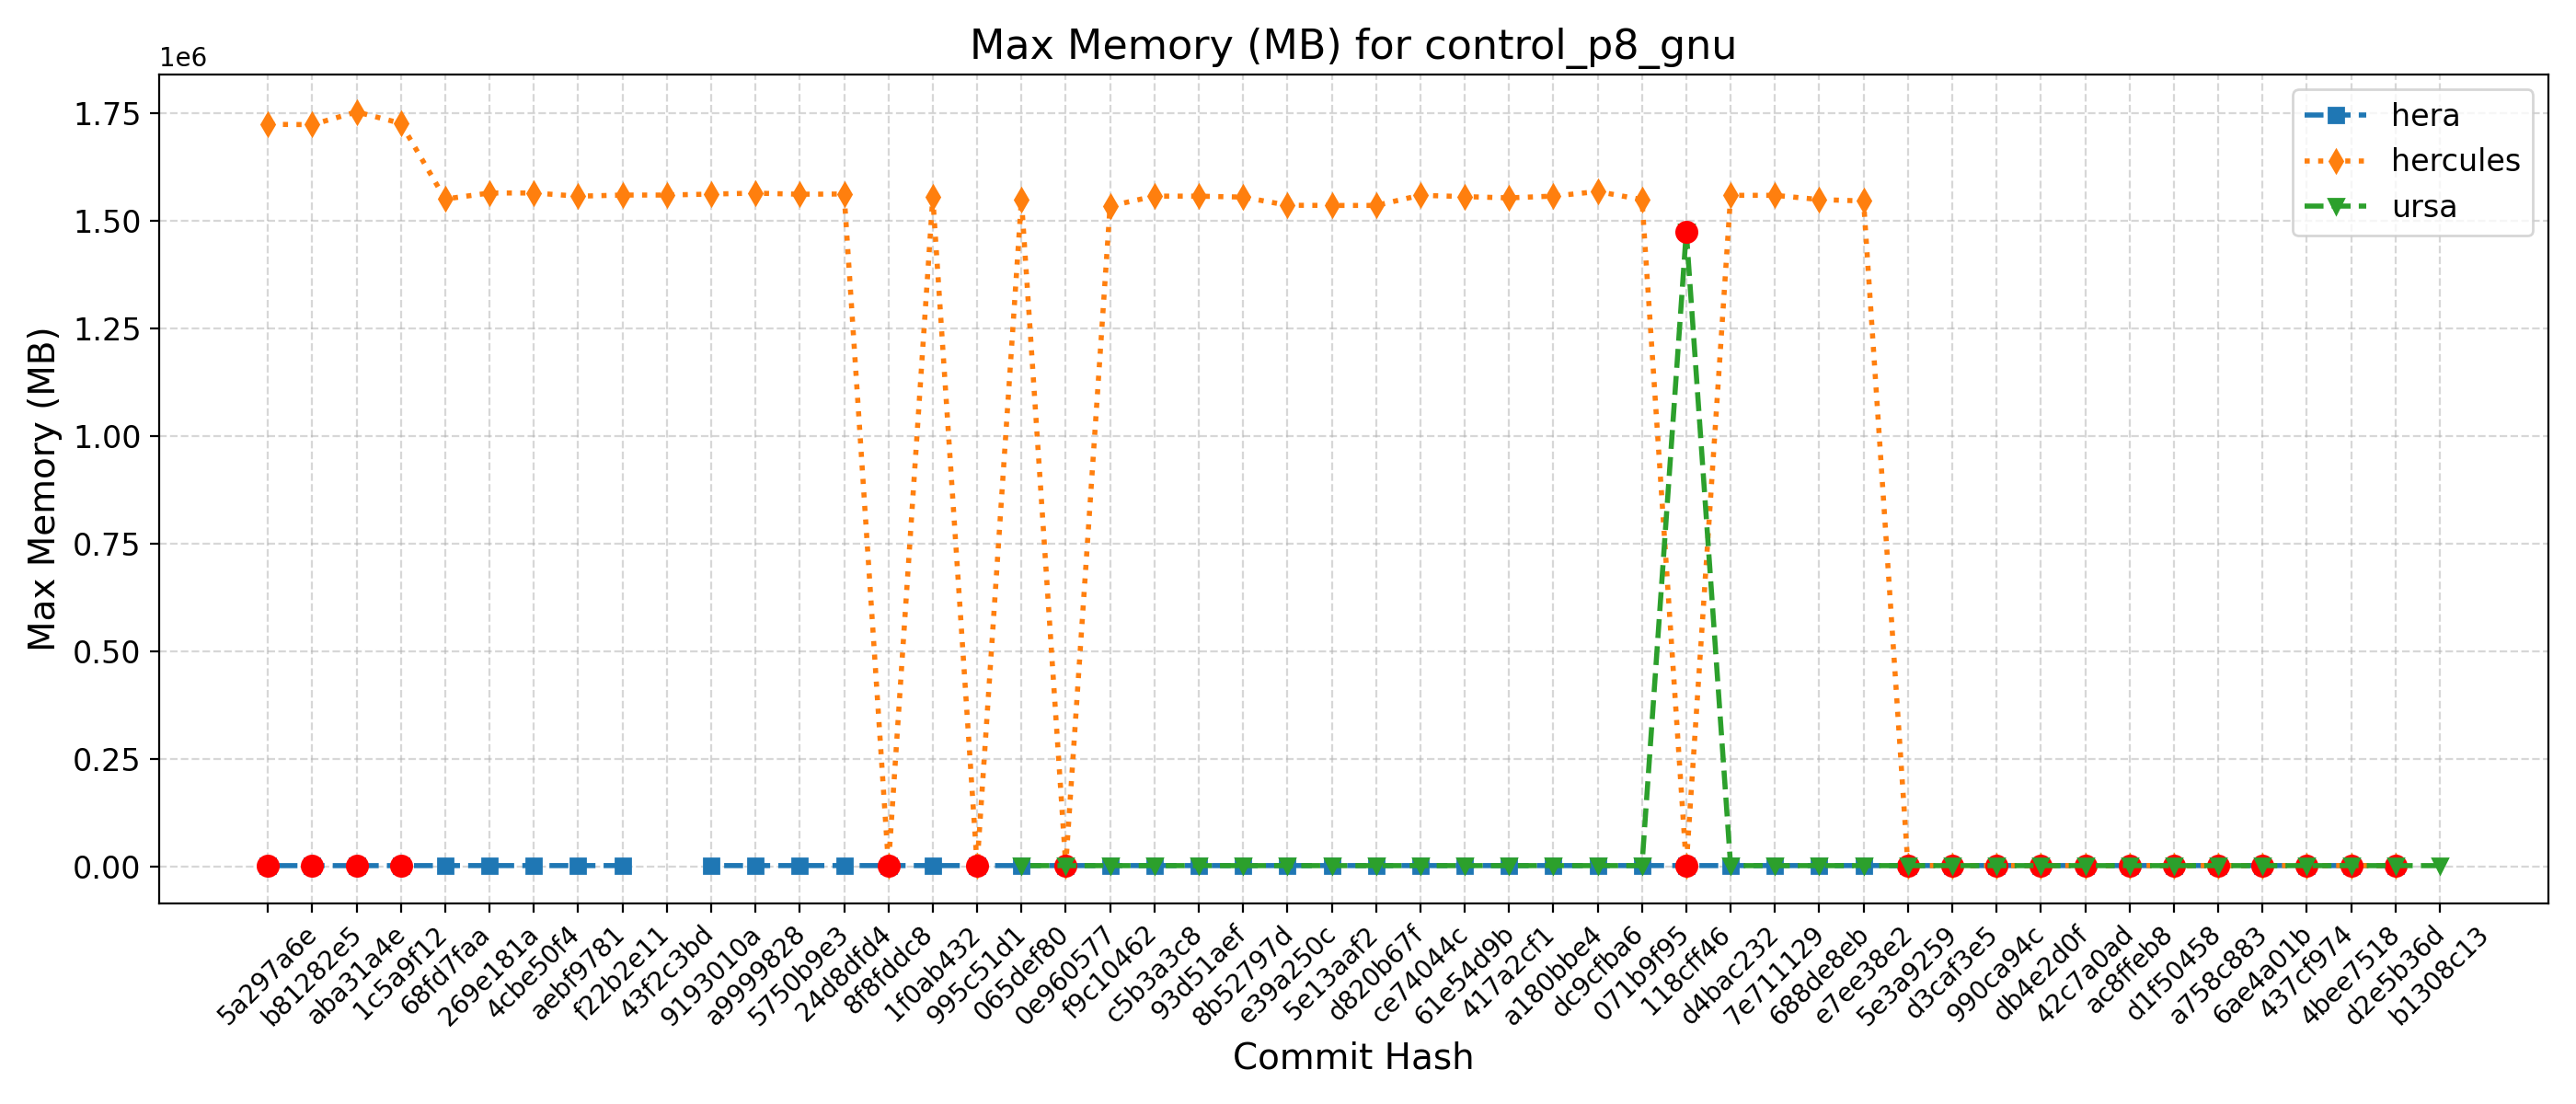 Max Memory (MB) for control_p8_gnu
1e6
1.75
1.50
1.25
1.00
0.75
0.50
0.25
0.00
Max Memory (MB)
hera
hercules
ursa
5a297a6e
b81282e5
aba31a4e
1c5a9f12
68fd7faa
269e181a
4cbe50f4
aebf9781
f22b2e11
43f2c3bd
9193010a
a9999828
5750b9e3
24d8dfd4
8f8fddc8
1f0ab432
995c51d1
065def80
0e960577
f9c10462
c5b3a3c8
93d51aef
8b52797d
e39a250c
5e13aaf2
d820b67f
ce74044c
61e54d9b
417a2cf1
a180bbe4
dc9cfba6
071b9f95
118cff46
d4bac232
7e711129
688de8eb
e7ee38e2
5e3a9259
d3caf3e5
990ca94c
db4e2d0f
42c7a0ad
ac8ffeb8
d1f50458
a758c883
6ae4a01b
437cf974
4bee7518
d2e5b36d
b1308c13
Commit Hash